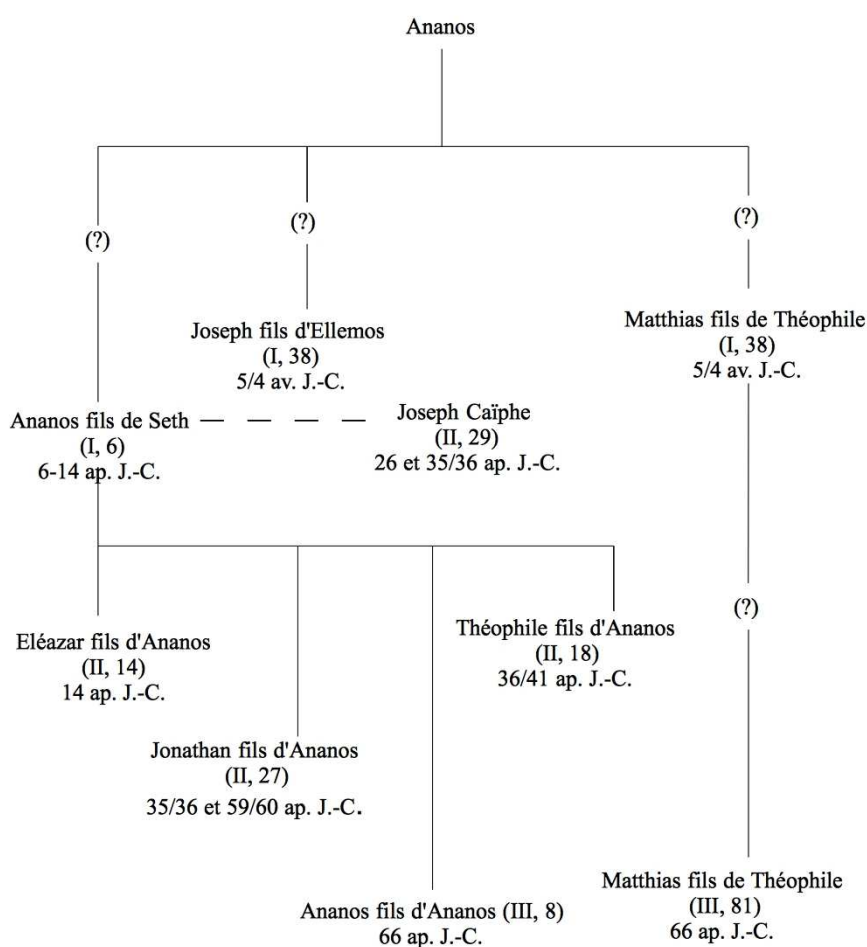 Ananos
(?)
(?)
(?)
Joseph fils d'Ellemos
(I, 38)
5/4 av. J.-C.
Matthias fils de Théophile
(I, 38)
5/4 av. J.-C.
Ananos fils de Seth
(I, 6)
6-14 ap. J.-C.
Joseph Caïphe
(II, 29)
26 et 35/36 ap. J.-C.
(?)
Eléazar fils d'Ananos
(II, 14)
14 ap. J.-C.
Théophile fils d'Ananos
(II, 18)
36/41 ap. J.-C.
Jonathan fils d'Ananos
(II, 27)
35/36 et 59/60 ap. J.-C.
Ananos fils d'Ananos (III, 8)
66 ap. J.-C.
Matthias fils de Théophile
(III, 81)
66 ap. J.-C.